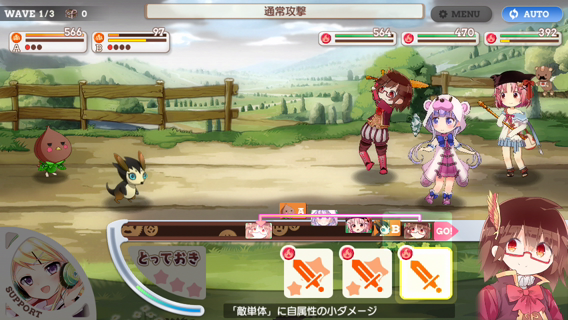 WAVE 1/3 0
通常攻撃
MENU
AUTO
566
97
A
B
564
470
392
A
B
GO!
とっておき
SUPPORT
「敵単体」に自属性の小ダメージ